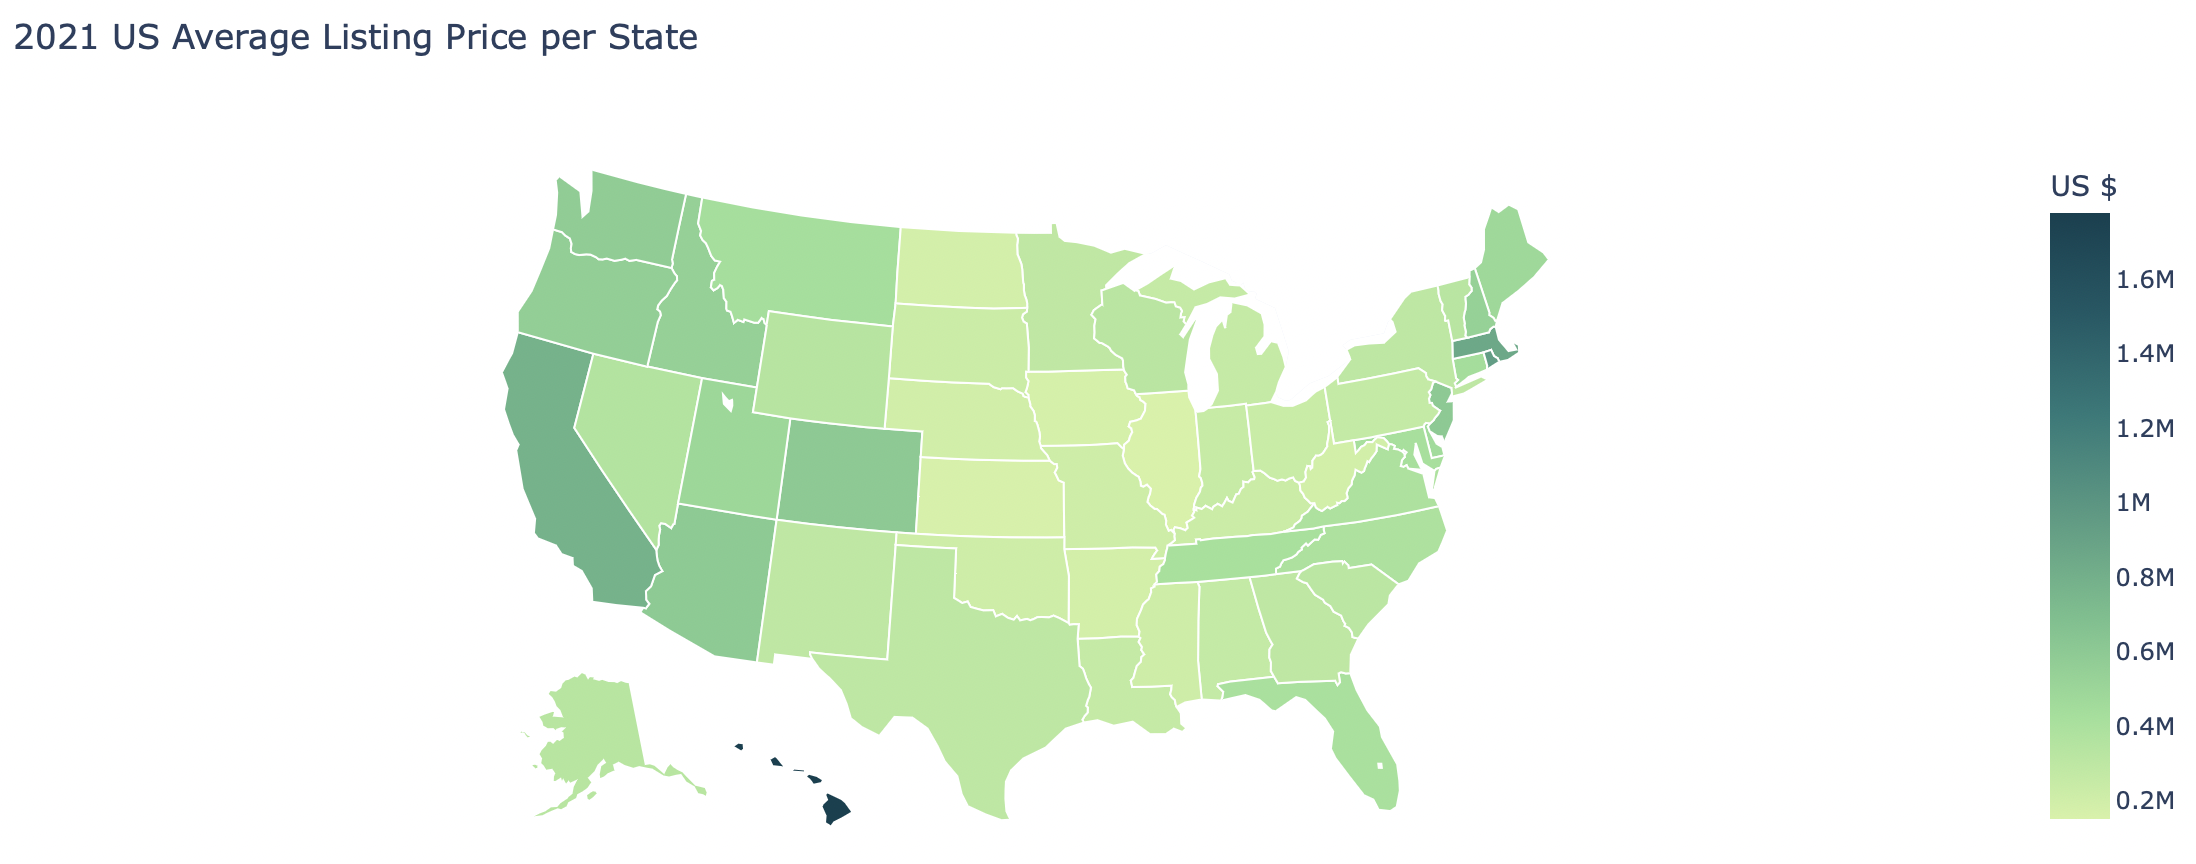 2021 US Average Listing Price per State
US $
1.6M
1.4M
1.2M
1M
0.8M
0.6M
0.4M
0.2M